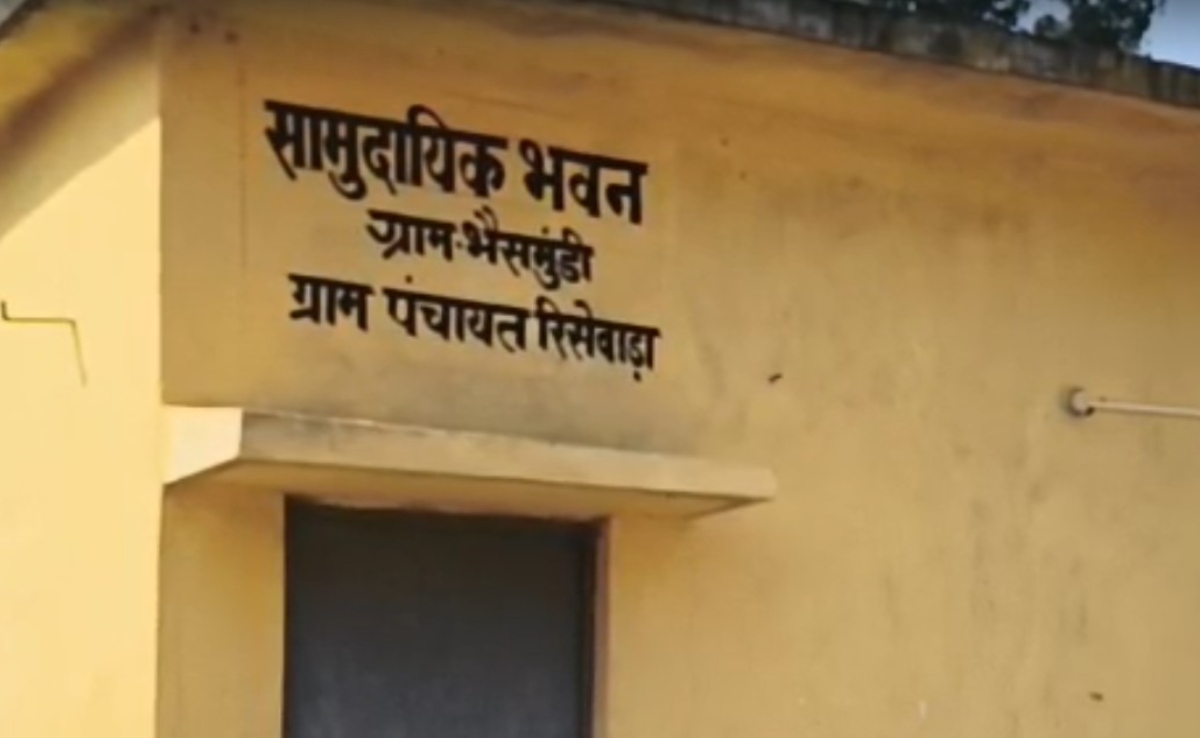 सामुदायिक भवन
ग्राम-भैसमुंडी
ग्राम पंचायत रिसेवाड़ा